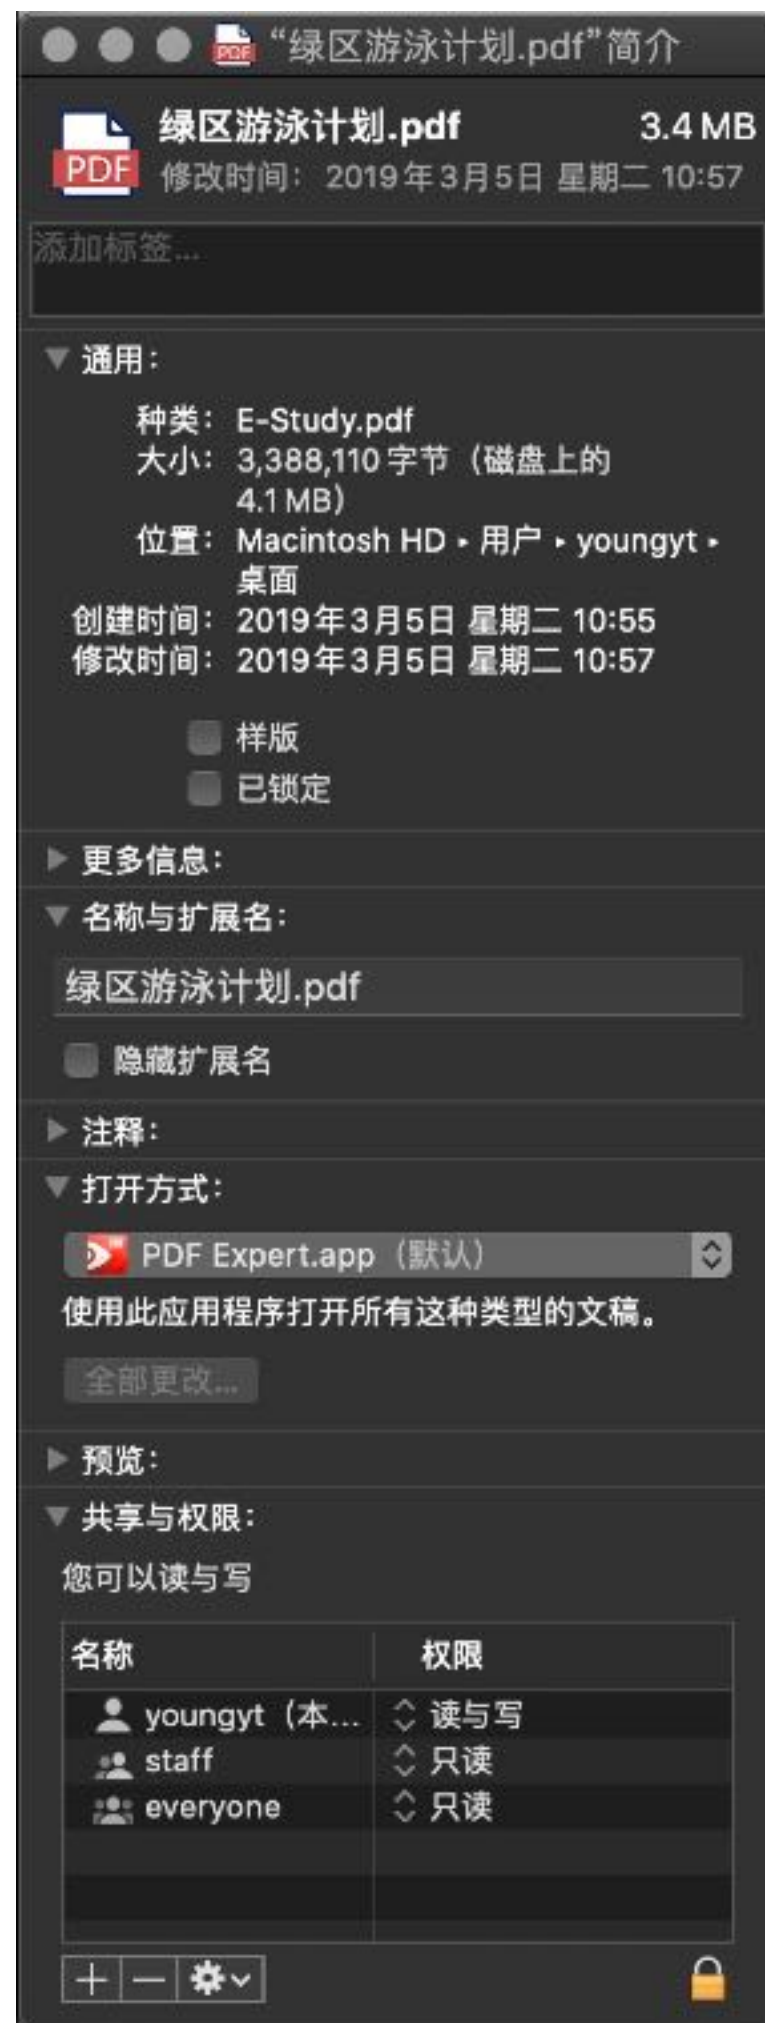 “绿区游泳计划.pdf”简介
绿区游泳计划.pdf 3.4 MB
PDF 修改时间: 2019年3月5日 星期二 10:57
添加标签...
通用:
种类: E-Study.pdf
大小: 3,388,110 字节（磁盘上的
4.1 MB）
位置: Macintosh HD ▸ 用户 ▸ youngyt ▸
桌面
创建时间: 2019年3月5日 星期二 10:55
修改时间: 2019年3月5日 星期二 10:57
样版
已锁定
更多信息:
名称与扩展名:
绿区游泳计划.pdf
隐藏扩展名
注释:
打开方式:
PDF Expert.app（默认）
使用此应用程序打开所有这种类型的文稿。
全部更改...
预览:
共享与权限:
您可以读与写
名称 权限
youngyt（本... 读与写
staff 只读
everyone 只读